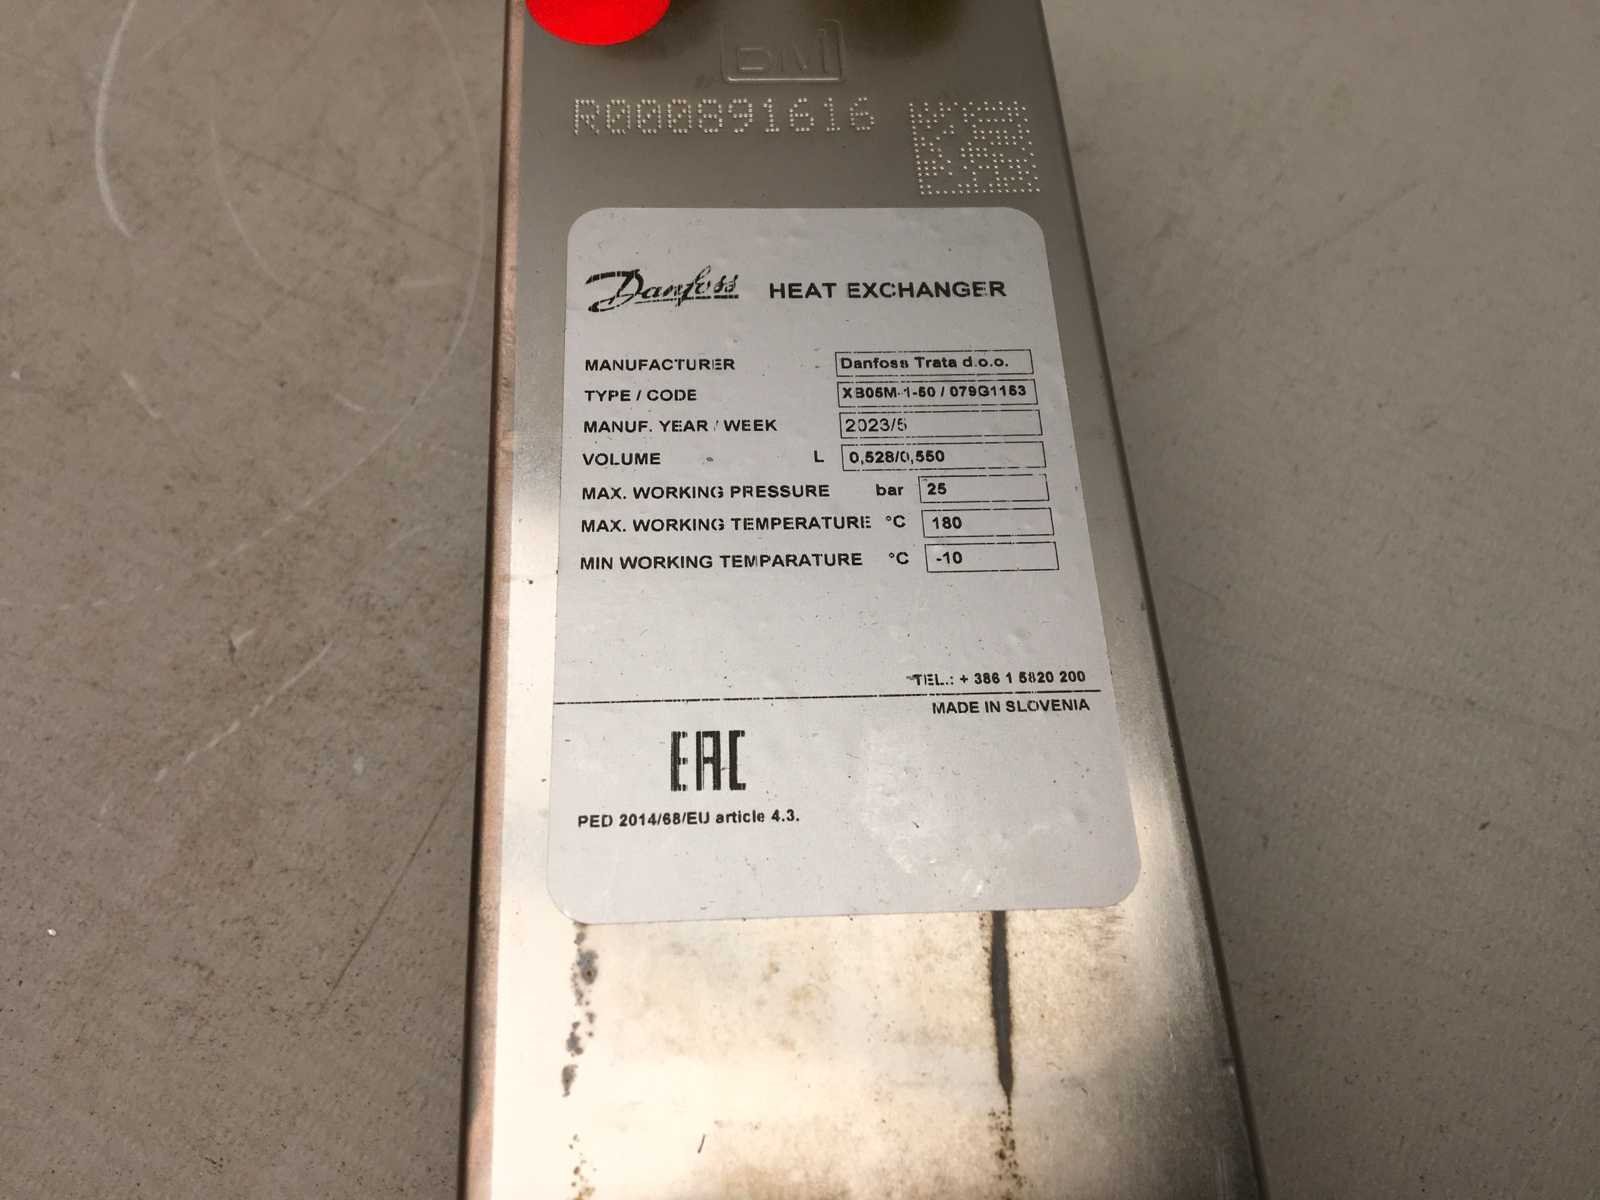 R000891616
Danfoss HEAT EXCHANGER
MANUFACTURER Danfoss Trata d.o.o.
TYPE / CODE XB05M-1-50 / 079G1153
MANUF. YEAR / WEEK 2023/5
VOLUME L 0,528/0,550
MAX. WORKING PRESSURE bar 25
MAX. WORKING TEMPERATURE °C 180
MIN WORKING TEMPARATURE °C -10
TEL.: + 386 1 5820 200
MADE IN SLOVENIA
EAC
PED 2014/68/EU article 4.3.